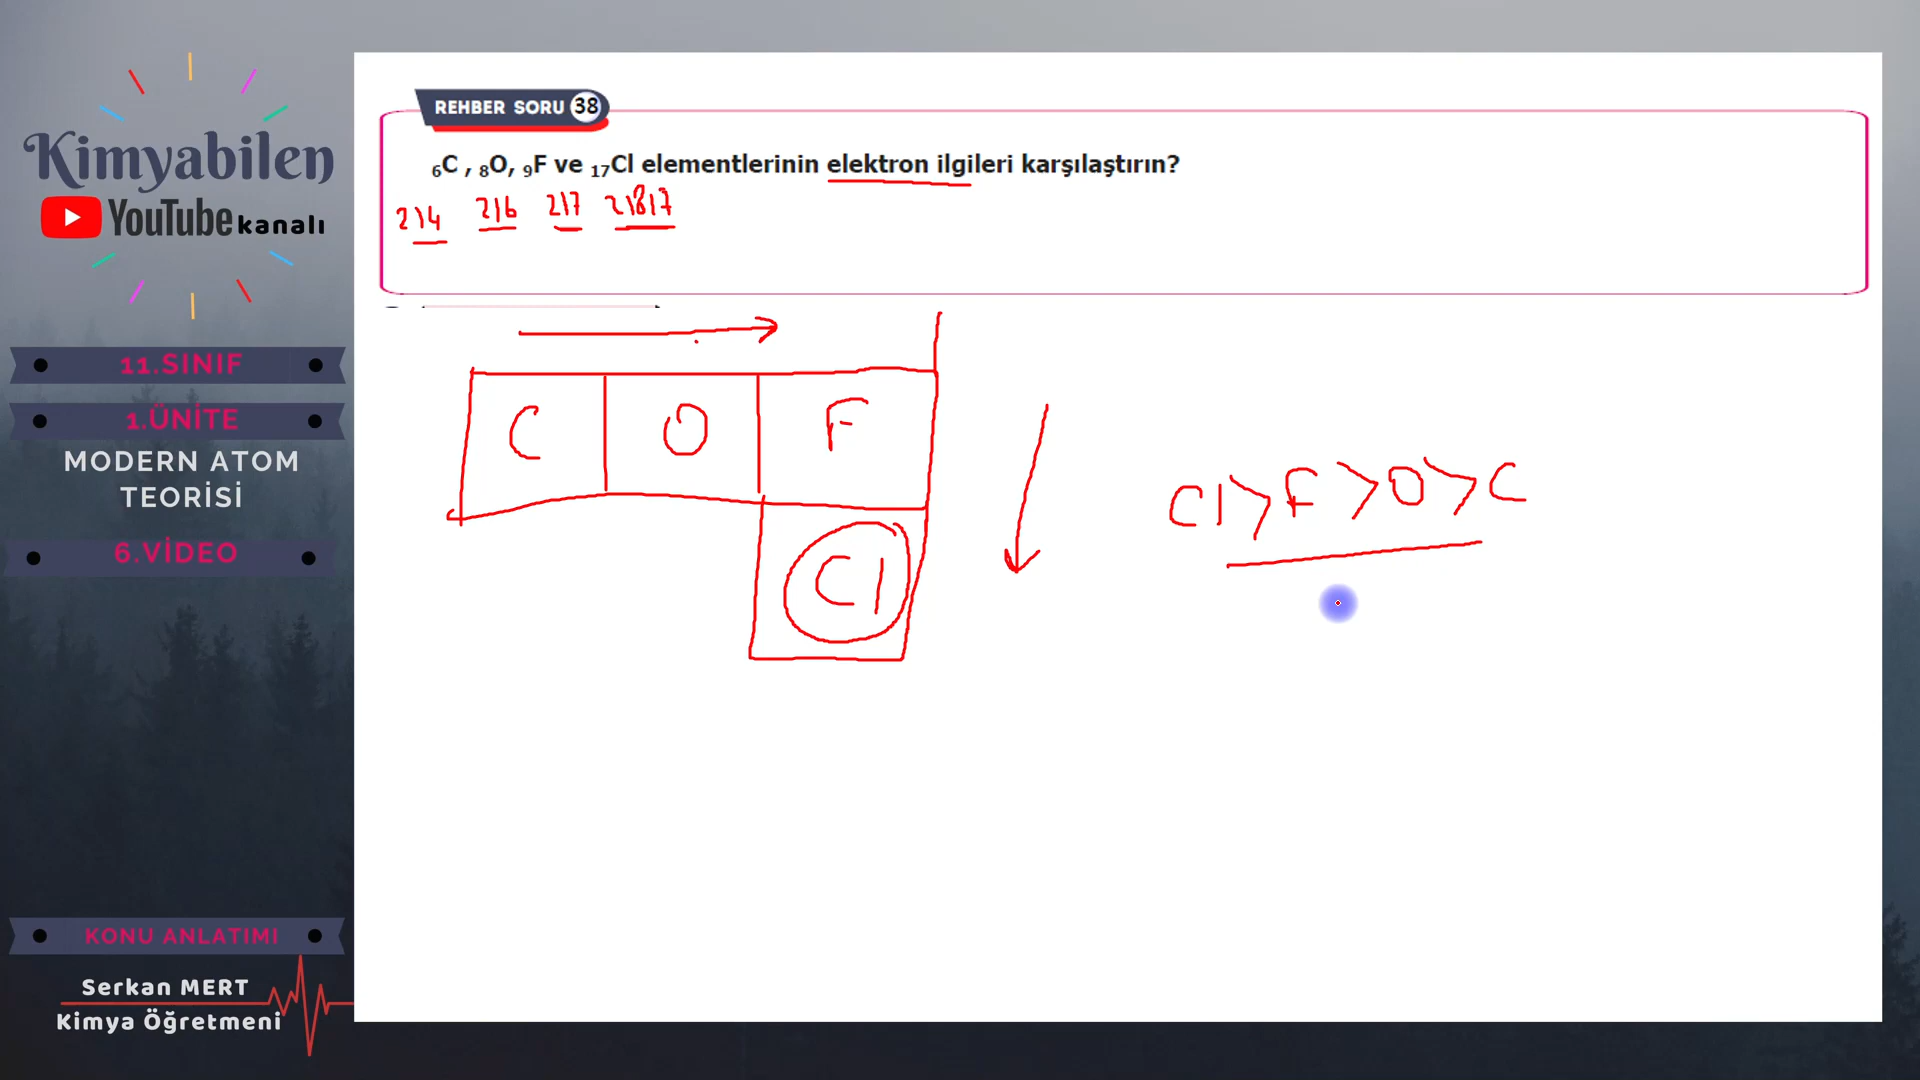 Kimyabilen
YouTube kanalı
11.SINIF
1.ÜNİTE
MODERN ATOM
TEORİSİ
6.VİDEO
KONU ANLATIMI
Serkan MERT
Kimya Öğretmeni
REHBER SORU 38
₆C , ₈O, ₉F ve ₁₇Cl elementlerinin elektron ilgileri karşılaştırın?
2)4 2)6 2)7 2)8)7
C O F
Cl
Cl>F>O>C